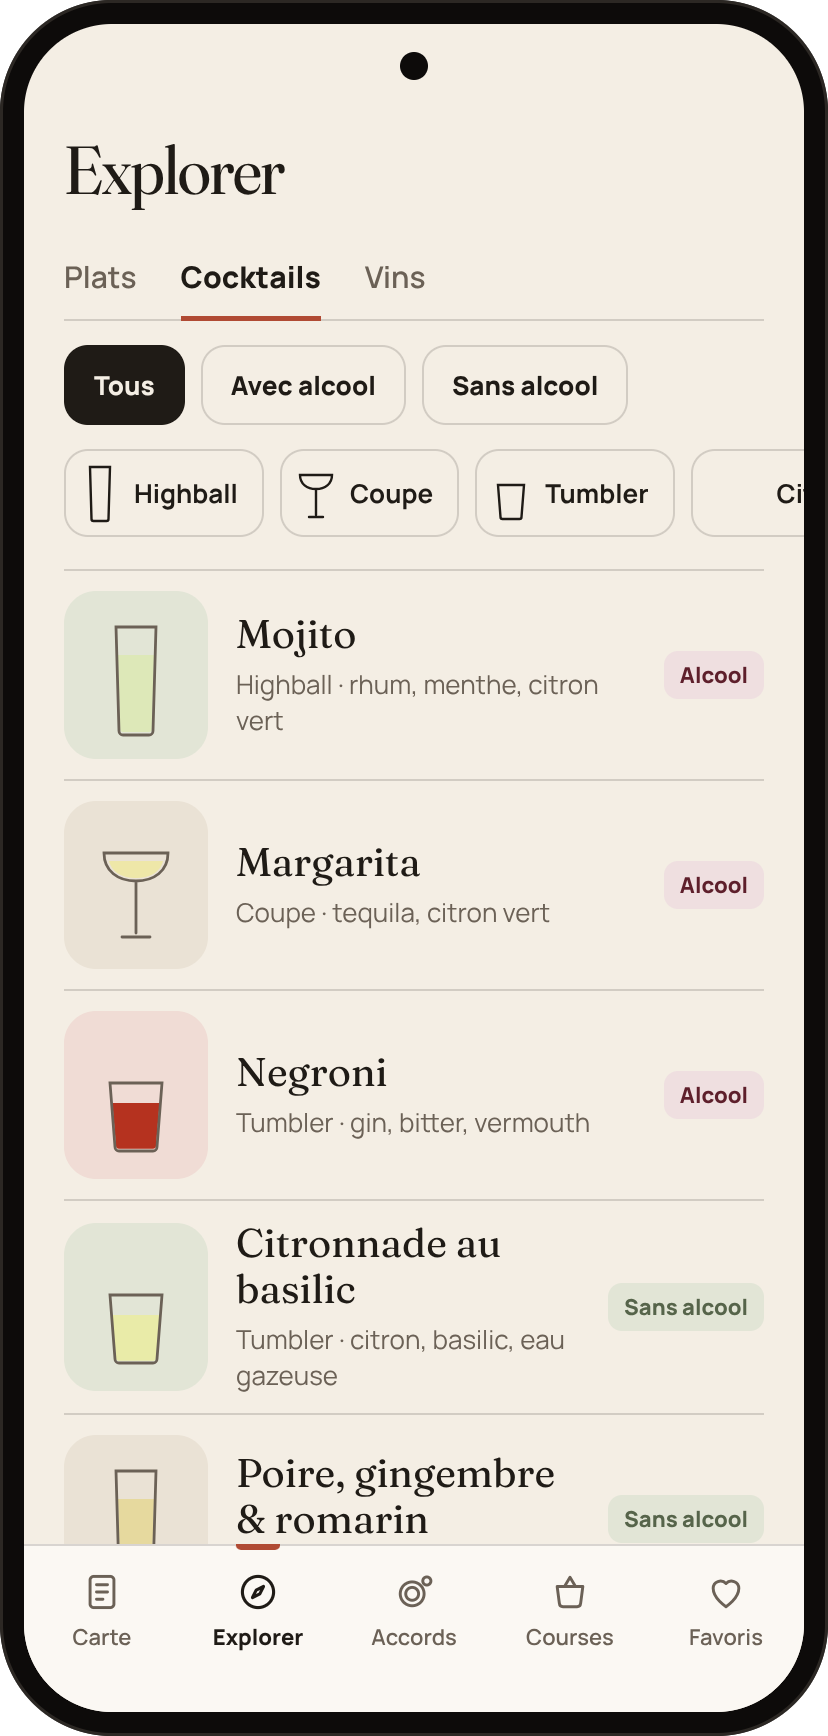 Explorer
Plats Cocktails Vins
Tous Avec alcool Sans alcool
Highball Coupe Tumbler
Mojito
Highball · rhum, menthe, citron
vert
Alcool
Margarita
Coupe · tequila, citron vert
Alcool
Negroni
Tumbler · gin, bitter, vermouth
Alcool
Citronnade au
basilic
Tumbler · citron, basilic, eau
gazeuse
Sans alcool
Poire, gingembre
& romarin
Sans alcool
Carte Explorer Accords Courses Favoris